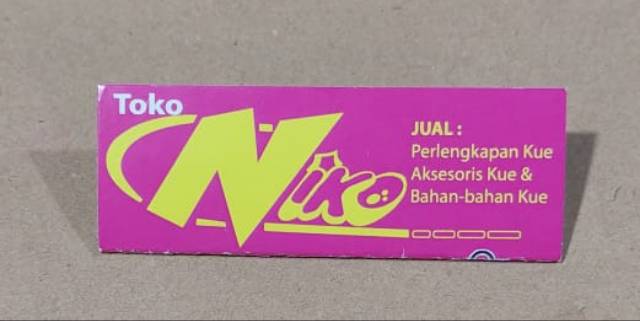 Toko
Niko
JUAL :
Perlengkapan Kue
Aksesoris Kue &
Bahan-bahan Kue